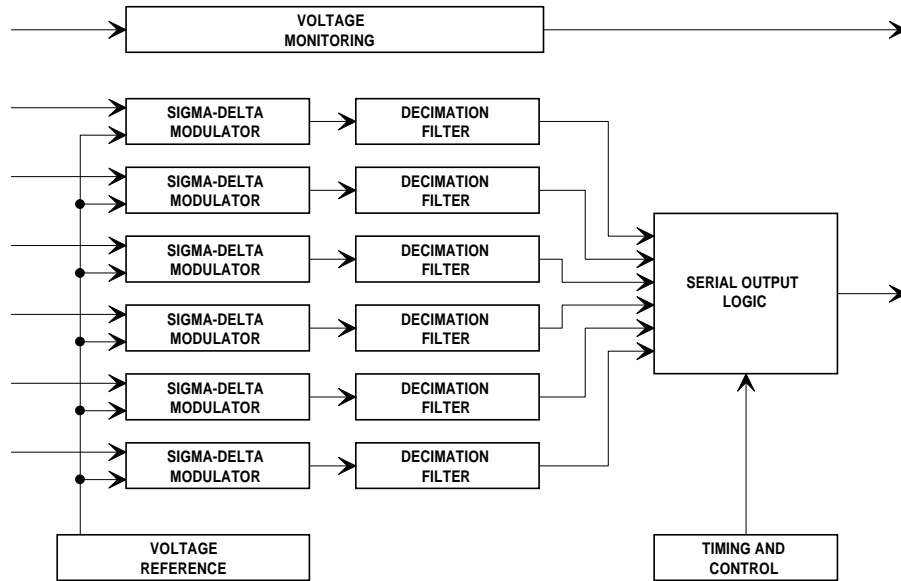 VOLTAGE
MONITORING
SIGMA-DELTA
MODULATOR
DECIMATION
FILTER
SIGMA-DELTA
MODULATOR
DECIMATION
FILTER
SIGMA-DELTA
MODULATOR
DECIMATION
FILTER
SERIAL OUTPUT
LOGIC
SIGMA-DELTA
MODULATOR
DECIMATION
FILTER
SIGMA-DELTA
MODULATOR
DECIMATION
FILTER
SIGMA-DELTA
MODULATOR
DECIMATION
FILTER
VOLTAGE
REFERENCE
TIMING AND
CONTROL